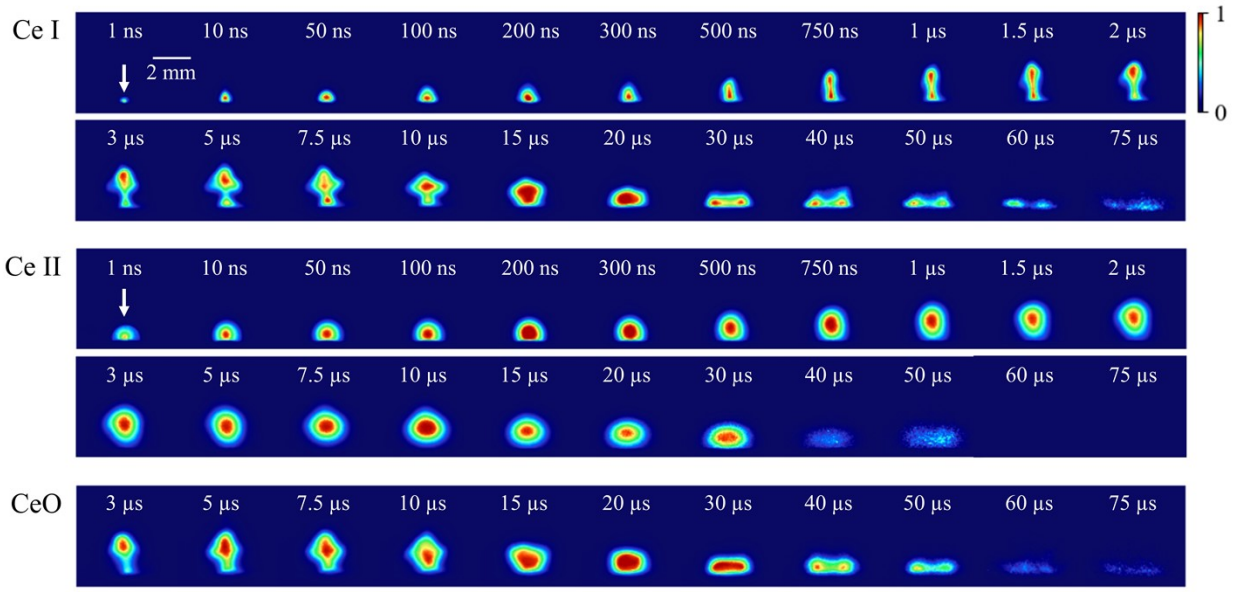 Ce I 1 ns 10 ns 50 ns 100 ns 200 ns 300 ns 500 ns 750 ns 1 µs 1.5 µs 2 µs 1
2 mm
0
3 µs 5 µs 7.5 µs 10 µs 15 µs 20 µs 30 µs 40 µs 50 µs 60 µs 75 µs
Ce II 1 ns 10 ns 50 ns 100 ns 200 ns 300 ns 500 ns 750 ns 1 µs 1.5 µs 2 µs
3 µs 5 µs 7.5 µs 10 µs 15 µs 20 µs 30 µs 40 µs 50 µs 60 µs 75 µs
CeO 3 µs 5 µs 7.5 µs 10 µs 15 µs 20 µs 30 µs 40 µs 50 µs 60 µs 75 µs